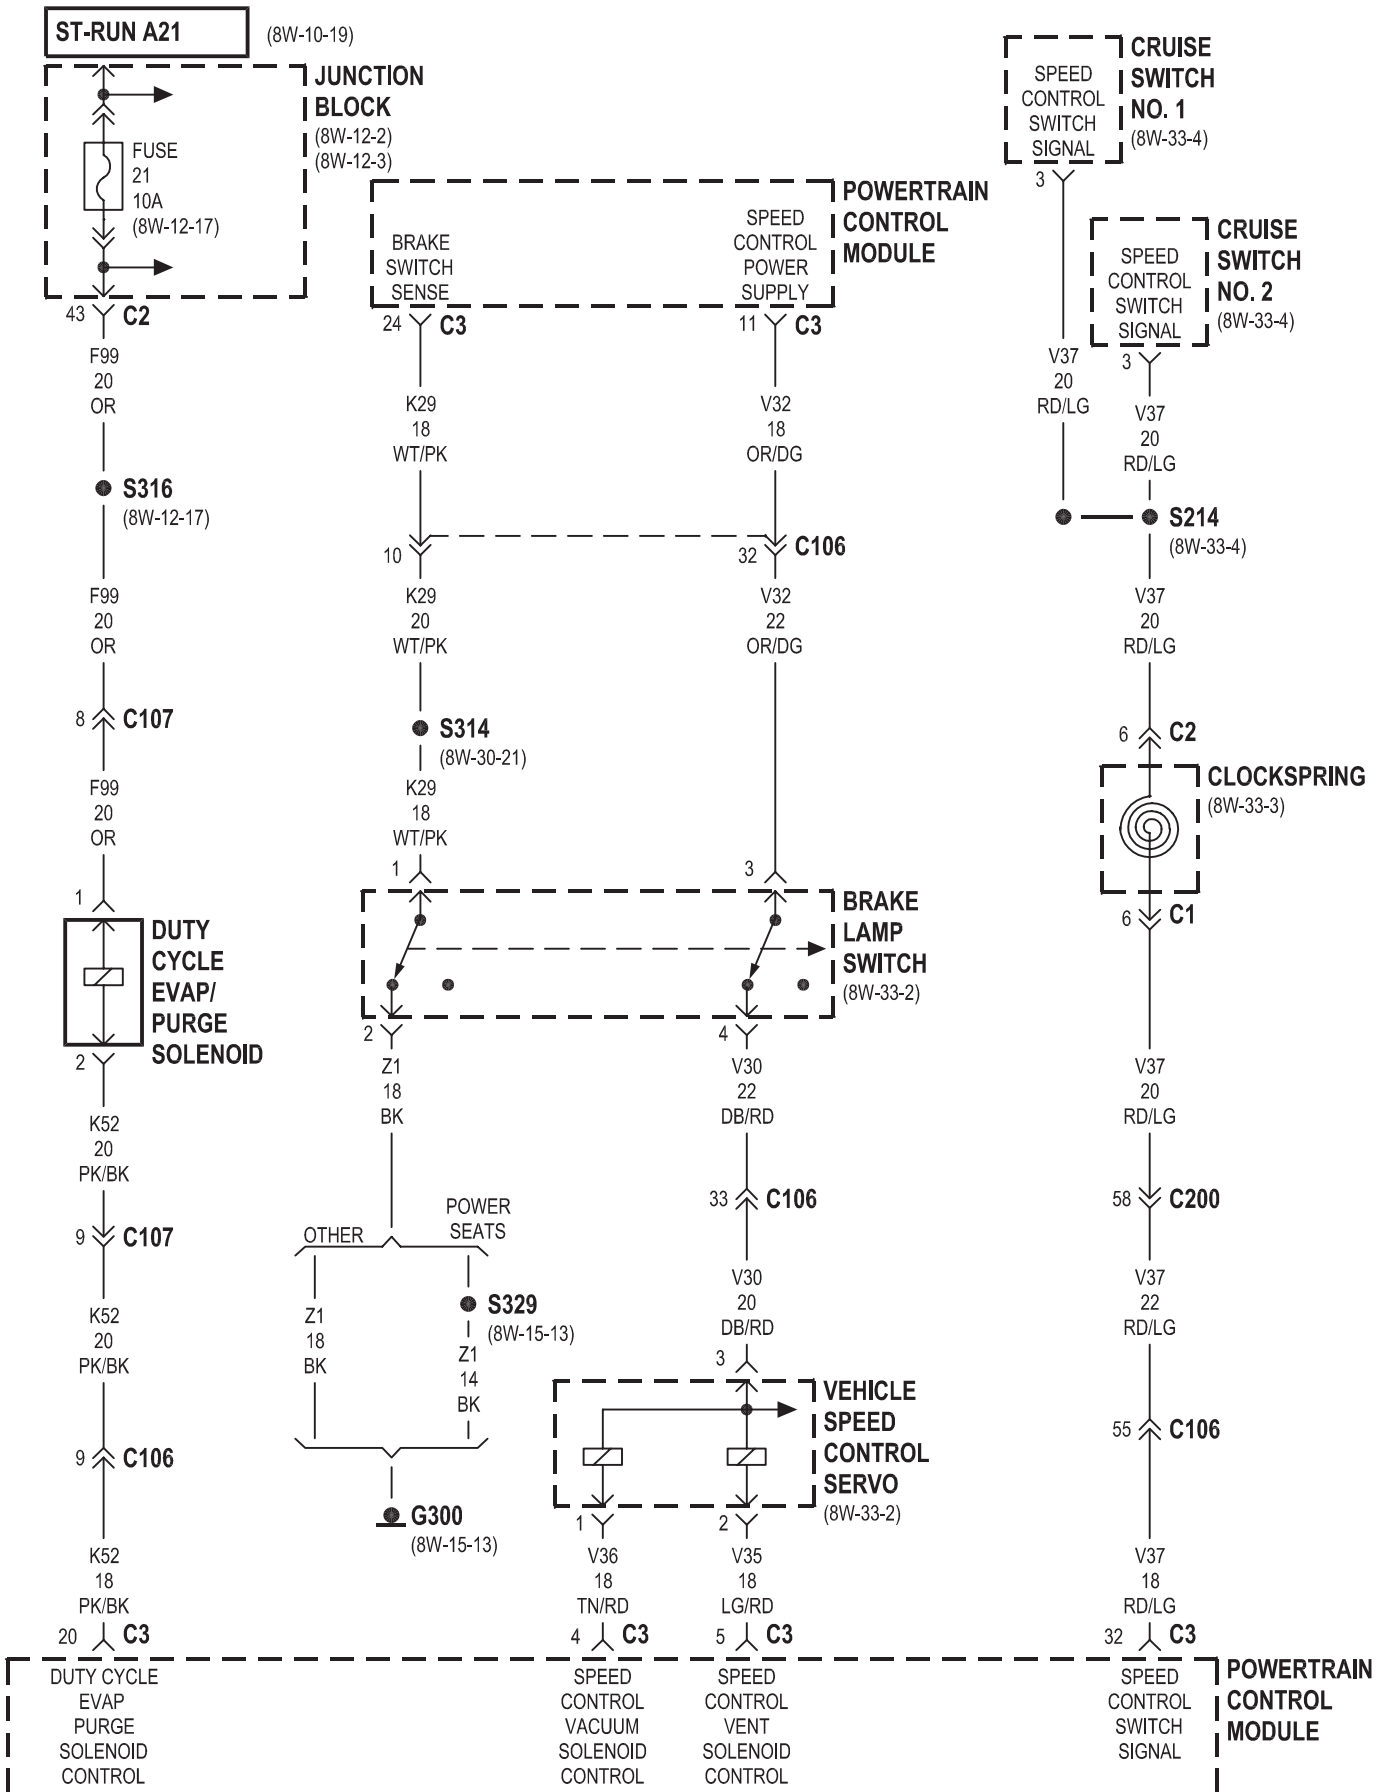 ST-RUN A21
(8W-10-19)
JUNCTION
BLOCK
(8W-12-2)
(8W-12-3)
FUSE
21
10A
(8W-12-17)
43
C2
F99
20
OR
S316
(8W-12-17)
F99
20
OR
8
C107
F99
20
OR
1
DUTY
CYCLE
EVAP/
PURGE
SOLENOID
2
K52
20
PK/BK
9
C107
K52
20
PK/BK
9
C106
K52
18
PK/BK
20
C3
DUTY CYCLE
EVAP
PURGE
SOLENOID
CONTROL
POWERTRAIN
CONTROL
MODULE
BRAKE
SWITCH
SENSE
SPEED
CONTROL
POWER
SUPPLY
24
C3
11
C3
K29
18
WT/PK
V32
18
OR/DG
10
32
C106
K29
20
WT/PK
V32
22
OR/DG
S314
(8W-30-21)
K29
18
WT/PK
1
3
BRAKE
LAMP
SWITCH
(8W-33-2)
2
4
Z1
18
BK
V30
22
DB/RD
33
C106
OTHER
POWER
SEATS
Z1
18
BK
S329
(8W-15-13)
Z1
14
BK
G300
(8W-15-13)
V30
20
DB/RD
3
VEHICLE
SPEED
CONTROL
SERVO
(8W-33-2)
1
2
V36
18
TN/RD
V35
18
LG/RD
4
C3
5
C3
SPEED
CONTROL
VACUUM
SOLENOID
CONTROL
SPEED
CONTROL
VENT
SOLENOID
CONTROL
CRUISE
SWITCH
NO. 1
(8W-33-4)
SPEED
CONTROL
SWITCH
SIGNAL
3
CRUISE
SWITCH
NO. 2
(8W-33-4)
SPEED
CONTROL
SWITCH
SIGNAL
3
V37
20
RD/LG
V37
20
RD/LG
S214
(8W-33-4)
V37
20
RD/LG
6
C2
CLOCKSPRING
(8W-33-3)
6
C1
V37
20
RD/LG
58
C200
V37
22
RD/LG
55
C106
V37
18
RD/LG
32
C3
SPEED
CONTROL
SWITCH
SIGNAL
POWERTRAIN
CONTROL
MODULE